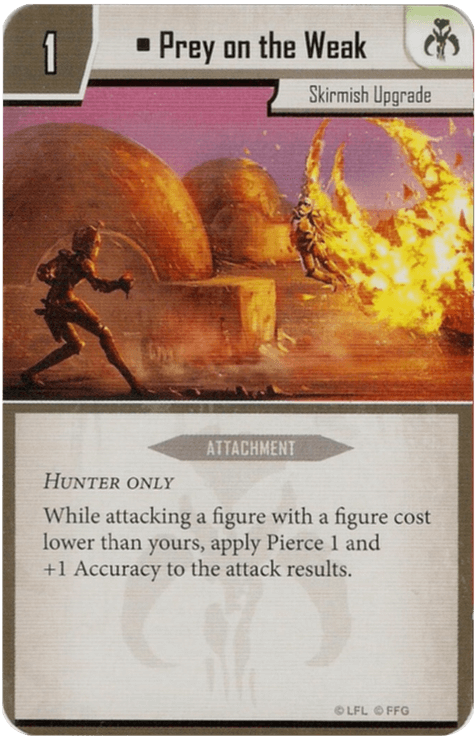 1
▪ Prey on the Weak
Skirmish Upgrade
ATTACHMENT
HUNTER ONLY
While attacking a figure with a figure cost
lower than yours, apply Pierce 1 and
+1 Accuracy to the attack results.
© LFL © FFG